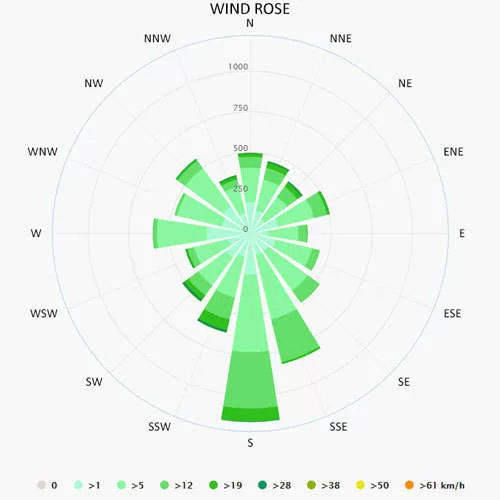 WIND ROSE
N
NNW
NNE
1000
NW
NE
750
500
WNW
ENE
250
0
W
E
WSW
ESE
SW
SE
SSW
SSE
S
0 >1 >5 >12 >19 >28 >38 >50 >61 km/h